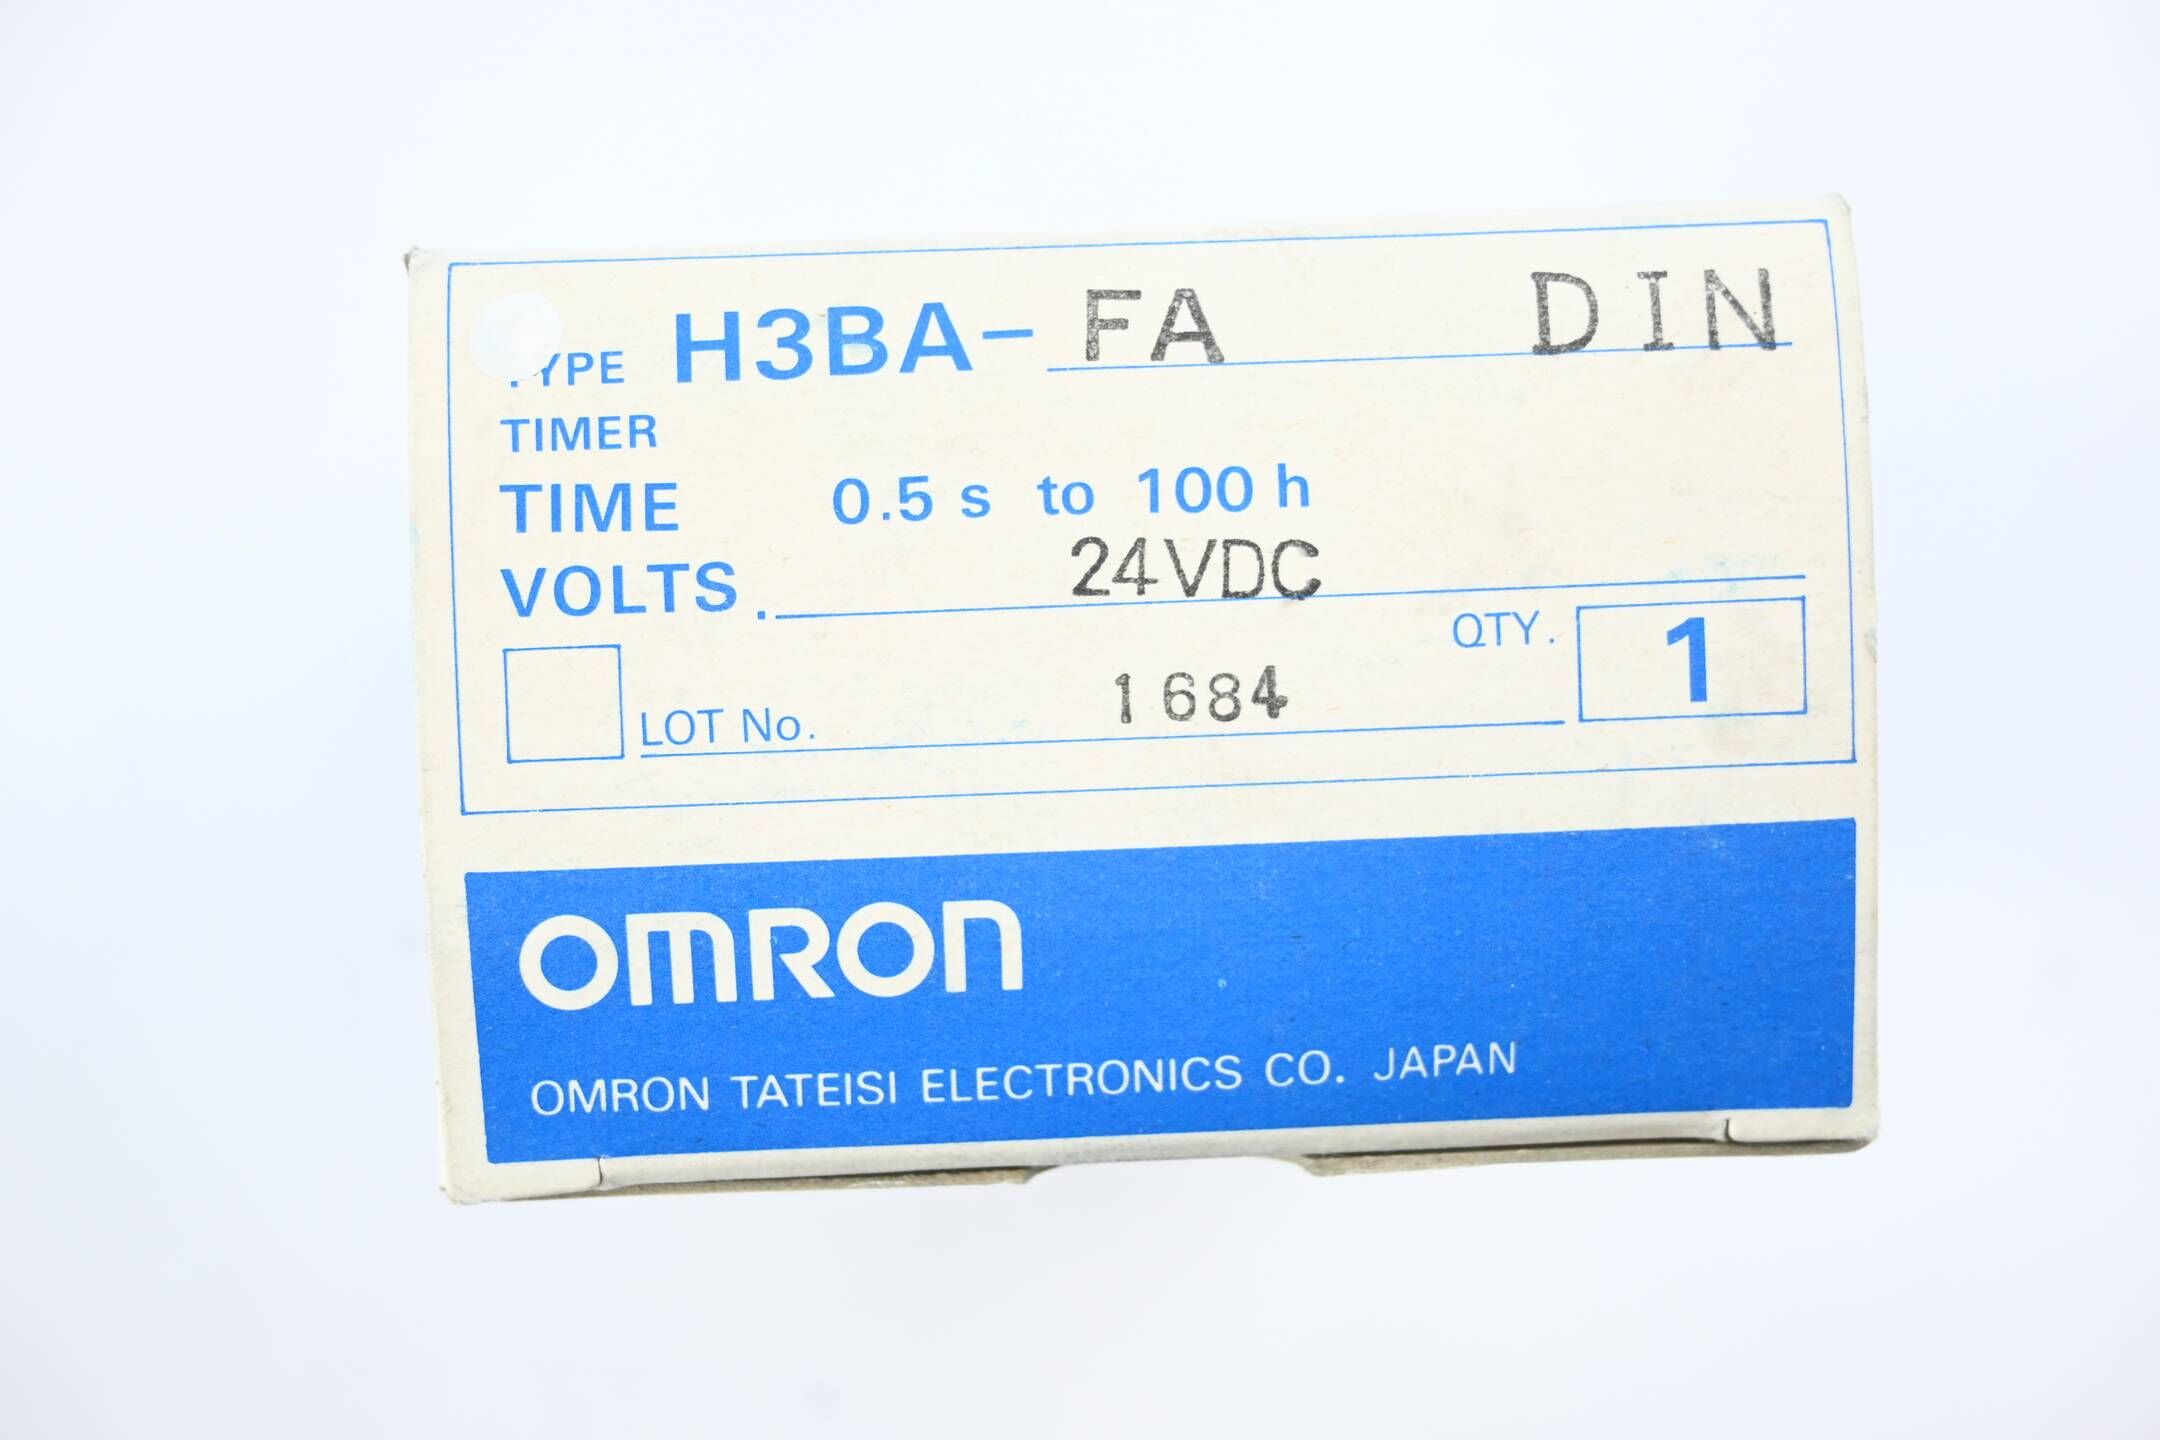 TYPE H3BA-FA DIN
TIMER
TIME 0.5 s to 100 h
VOLTS. 24VDC
QTY. 1
LOT No. 1684
OMRON
OMRON TATEISI ELECTRONICS CO. JAPAN